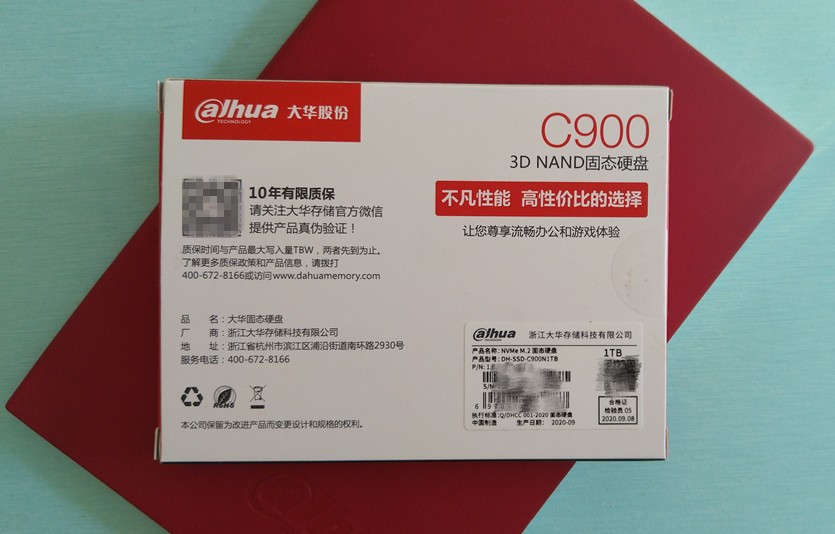 alhua
TECHNOLOGY
大华股份
C900
3D NAND固态硬盘
不凡性能 高性价比的选择
让您尊享流畅办公和游戏体验
10年有限质保
请关注大华存储官方微信
提供产品真伪验证！
质保时间与产品最大写入量TBW，两者先到为止。
了解更多质保政策和产品信息，请拨打
400-672-8166或访问www.dahuamemory.com
品 名：大华固态硬盘
厂 商：浙江大华存储科技有限公司
地 址：浙江省杭州市滨江区浦沿街道南环路2930号
服务电话：400-672-8166
RoHS
本公司保留为改进产品而变更设计和规格的权利。
alhua
TECHNOLOGY
浙江大华存储科技有限公司
产品名称: NVMe M.2 固态硬盘
产品型号: DH-SSD-C900N1TB
1TB
P/N: 1.
S/N
6 9
执行标准:Q/DHCC 001-2020 固态硬盘
中国制造 生产日期: 2020-09
合格证
检验员 05
2020.09.08